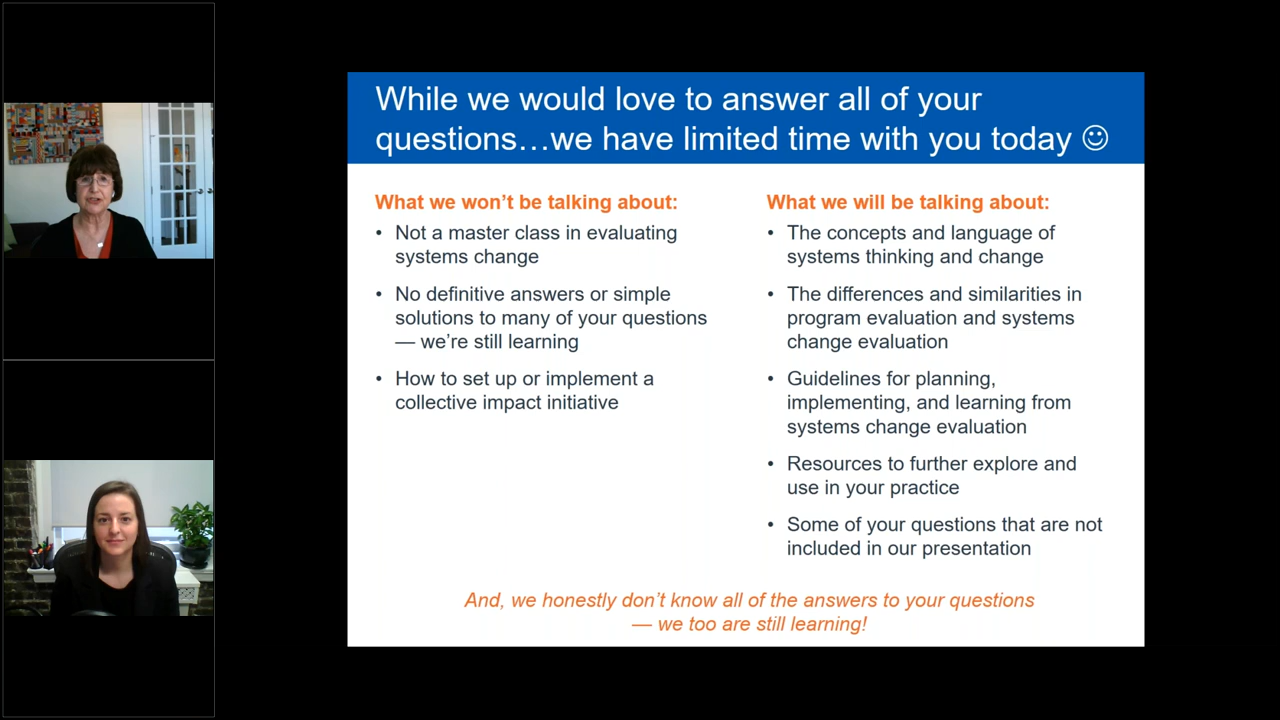 While we would love to answer all of your
questions…we have limited time with you today ☺
What we won’t be talking about:
• Not a master class in evaluating
systems change
• No definitive answers or simple
solutions to many of your questions
— we’re still learning
• How to set up or implement a
collective impact initiative
What we will be talking about:
• The concepts and language of
systems thinking and change
• The differences and similarities in
program evaluation and systems
change evaluation
• Guidelines for planning,
implementing, and learning from
systems change evaluation
• Resources to further explore and
use in your practice
• Some of your questions that are not
included in our presentation
And, we honestly don’t know all of the answers to your questions
— we too are still learning!